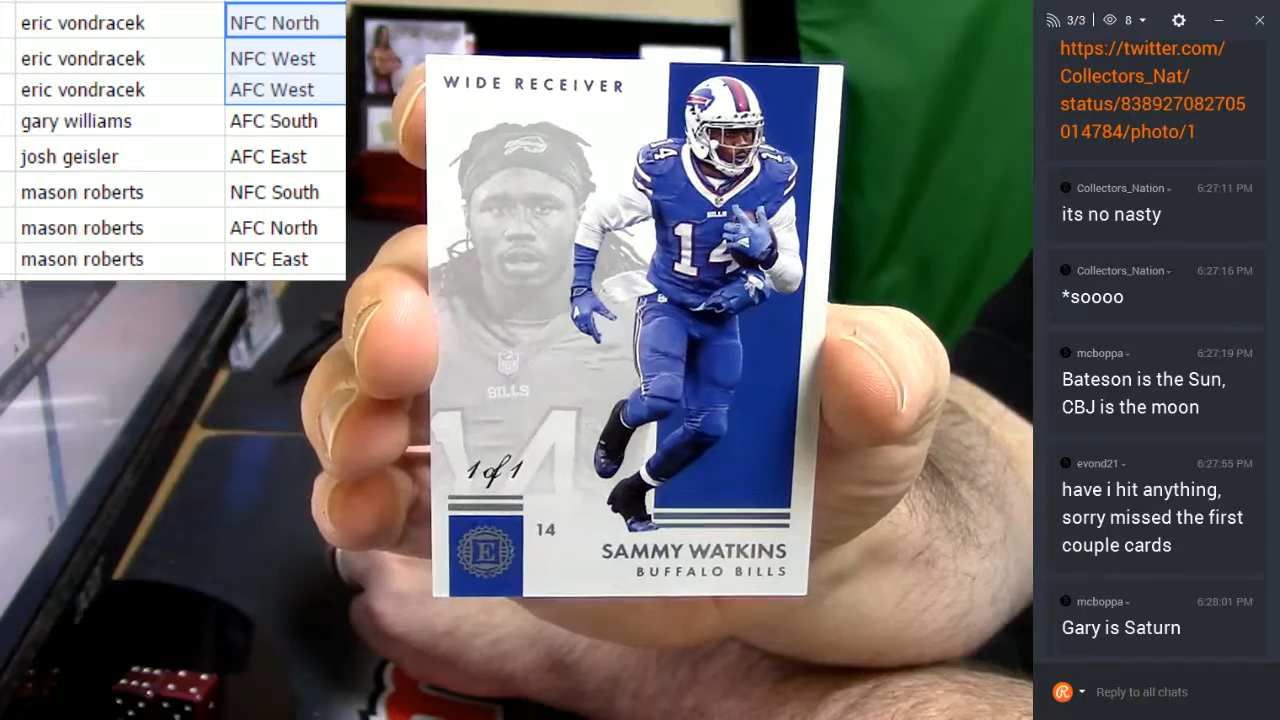 eric vondracek NFC North
eric vondracek NFC West
eric vondracek AFC West
gary williams AFC South
josh geisler AFC East
mason roberts NFC South
mason roberts AFC North
mason roberts NFC East
WIDE RECEIVER
14
BILLS
14
BILLS
14
1 of 1
E
14
SAMMY WATKINS
BUFFALO BILLS
3/3 8
https://twitter.com/
Collectors_Nat/
status/838927082705
014784/photo/1
Collectors_Nation 6:27:11 PM
its no nasty
Collectors_Nation 6:27:16 PM
*soooo
mcboppa 6:27:19 PM
Bateson is the Sun,
CBJ is the moon
evond21 6:27:55 PM
have i hit anything,
sorry missed the first
couple cards
mcboppa 6:28:01 PM
Gary is Saturn
Reply to all chats